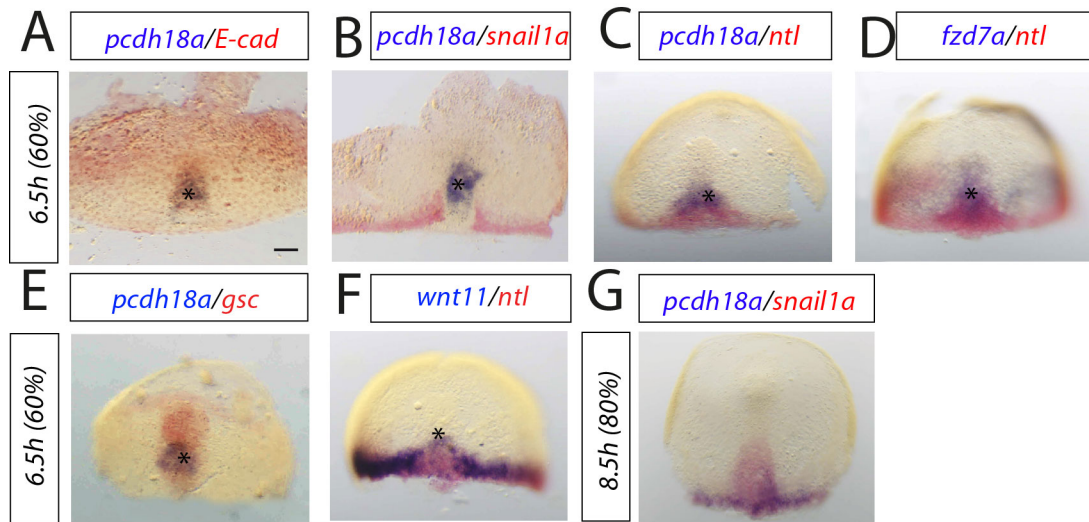 A
pcdh18a/E-cad
B
pcdh18a/snail1a
C
pcdh18a/ntl
D
fzd7a/ntl
6.5h (60%)
*
*
*
*
E
pcdh18a/gsc
F
wnt11/ntl
G
pcdh18a/snail1a
6.5h (60%)
*
*
8.5h (80%)